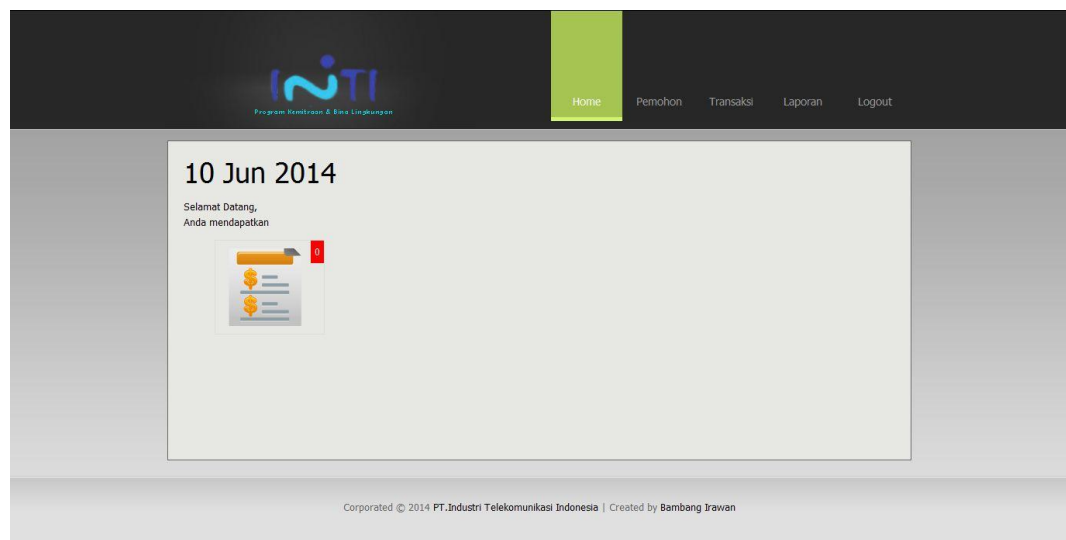 INTI
Program Kemitraan & Bina Lingkungan
Home Pemohon Transaksi Laporan Logout
10 Jun 2014
Selamat Datang,
Anda mendapatkan
0
Corporated © 2014 PT.Industri Telekomunikasi Indonesia | Created by Bambang Irawan